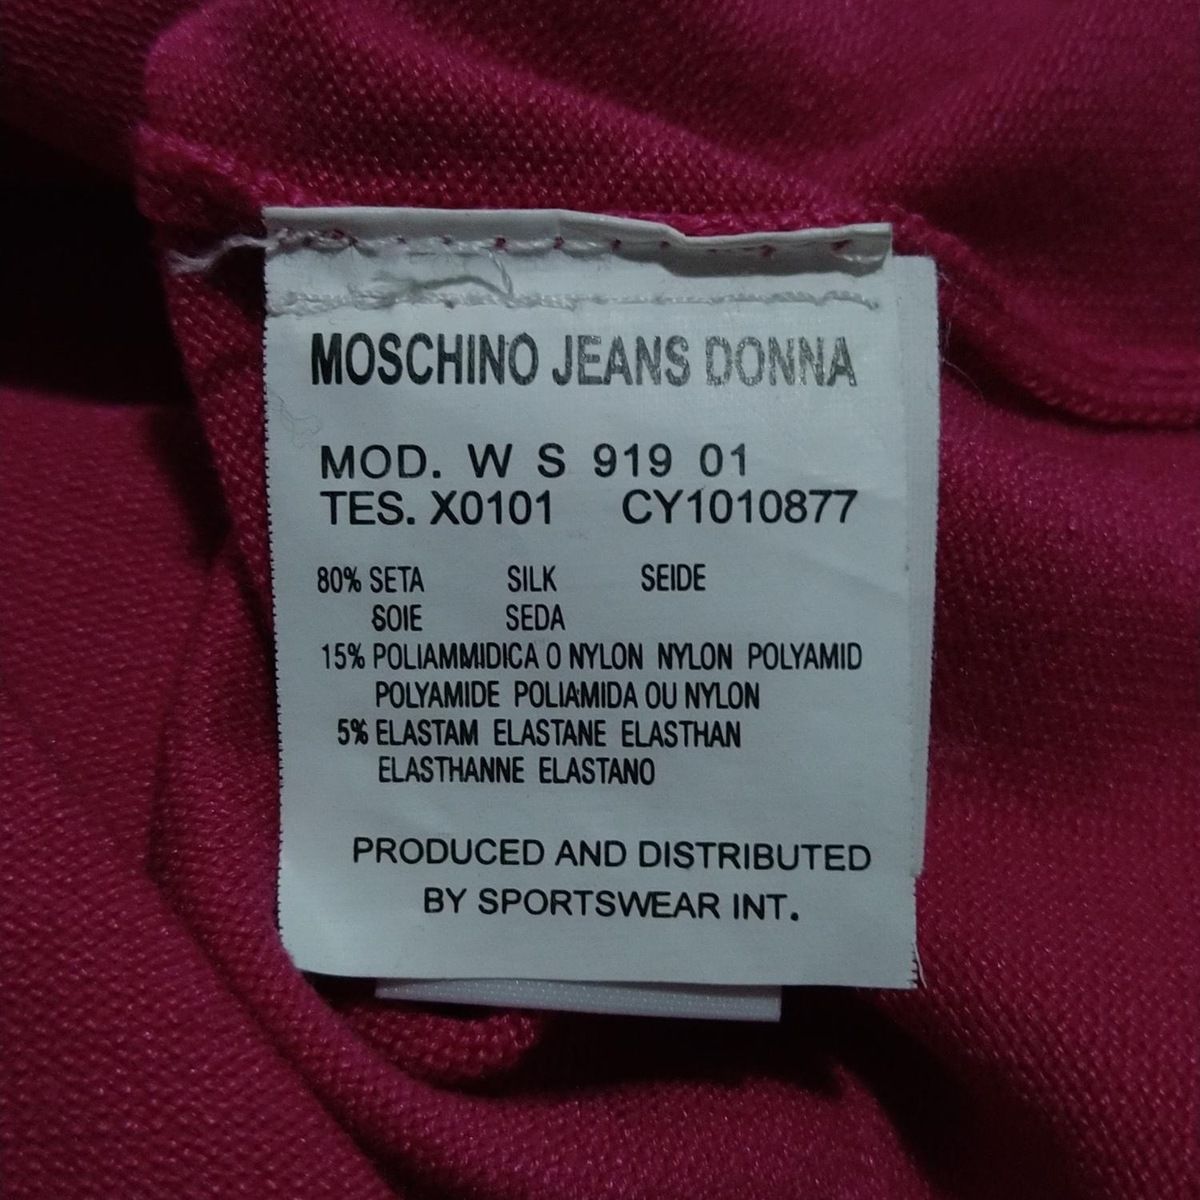 MOSCHINO JEANS DONNA
MOD. W S 919 01
TES. X0101 CY1010877
80% SETA SILK SEIDE
SOIE SEDA
15% POLIAMMIDICA O NYLON NYLON POLYAMID
POLYAMIDE POLIAMIDA OU NYLON
5% ELASTAM ELASTANE ELASTHAN
ELASTHANNE ELASTANO
PRODUCED AND DISTRIBUTED
BY SPORTSWEAR INT.